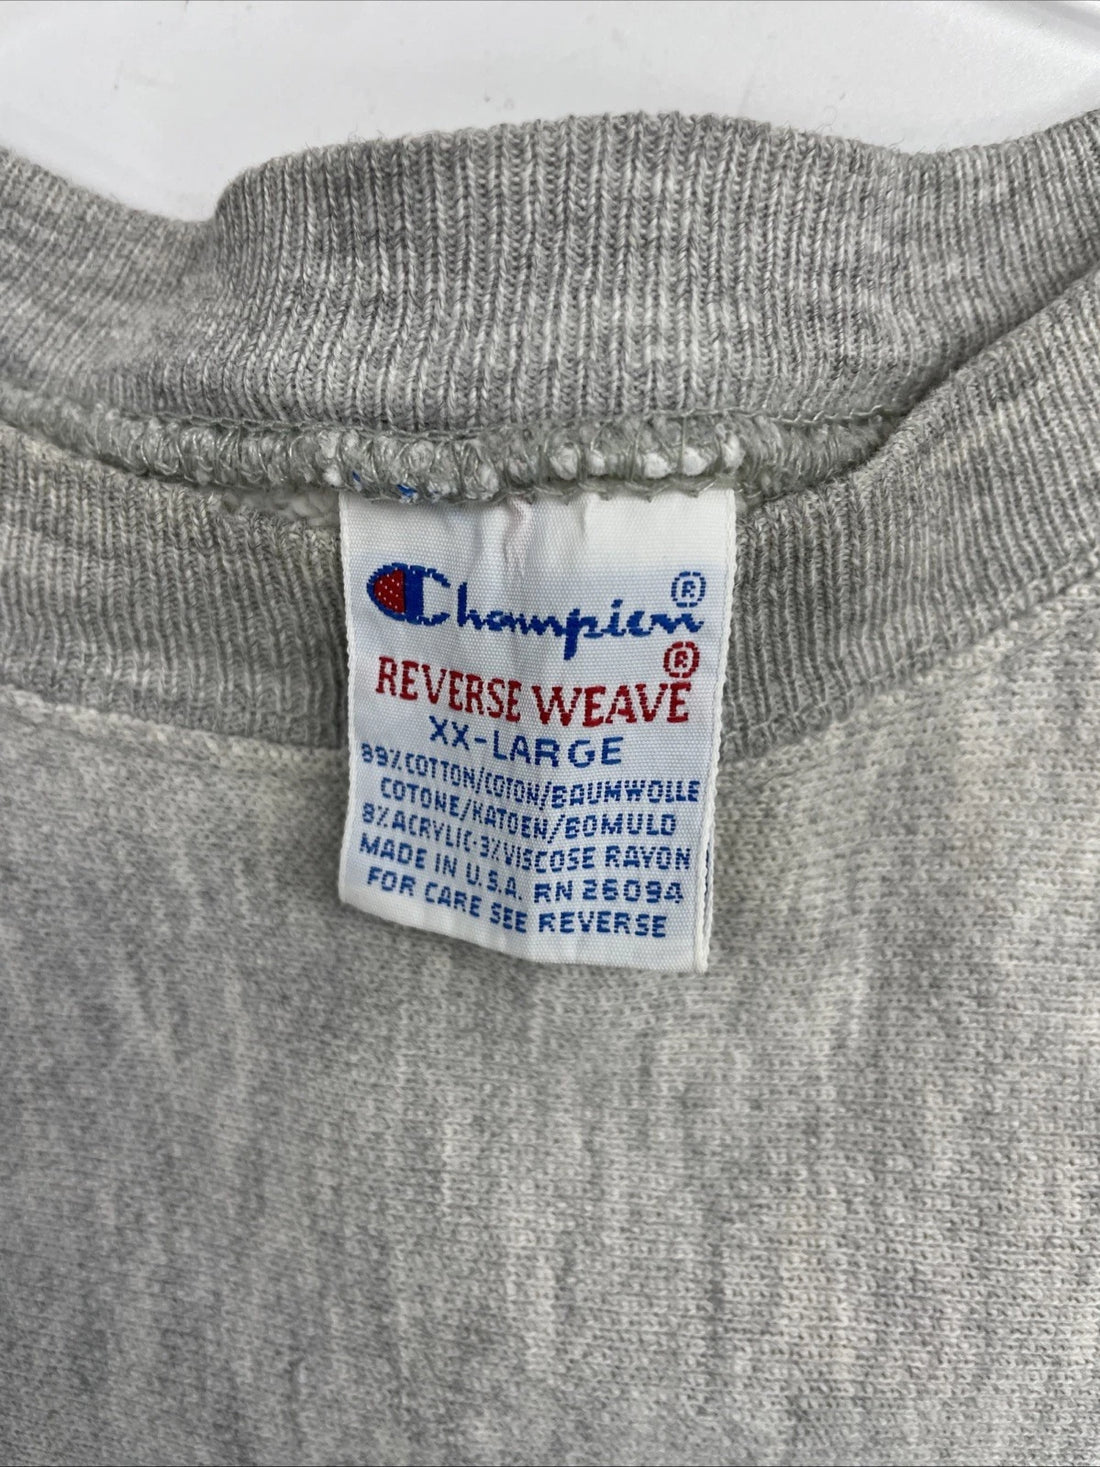 Champion®
REVERSE WEAVE®
XX-LARGE
89% COTTON/COTON/BAUMWOLLE
COTONE/KATOEN/BOMULD
8% ACRYLIC·3% VISCOSE RAYON
MADE IN U.S.A. RN 26094
FOR CARE SEE REVERSE